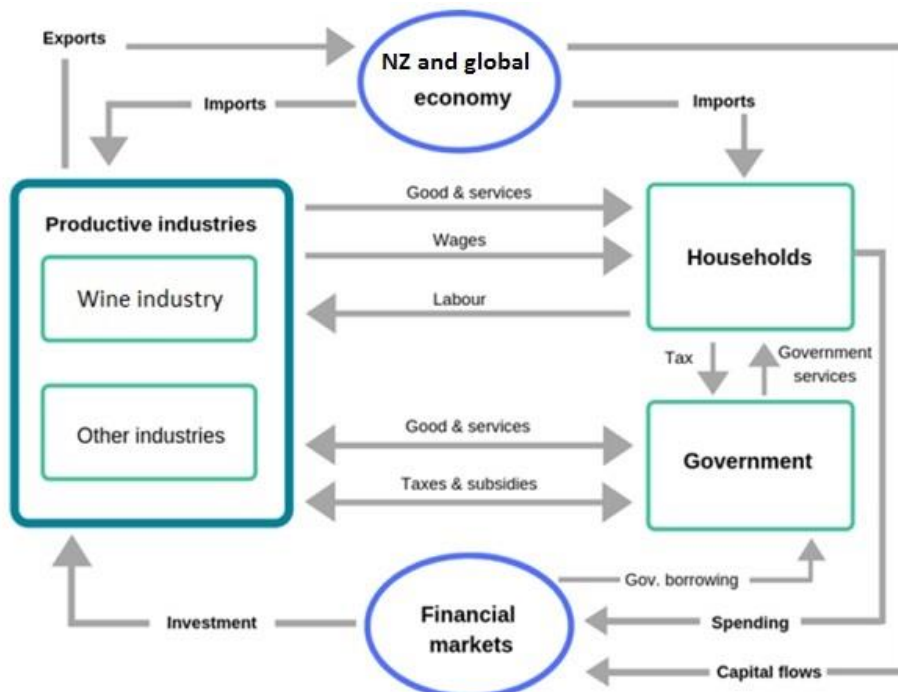 Exports
NZ and global
economy
Imports
Imports
Productive industries
Wine industry
Other industries
Good & services
Wages
Labour
Households
Tax
Government
services
Good & services
Taxes & subsidies
Government
Gov. borrowing
Investment
Financial
markets
Spending
Capital flows